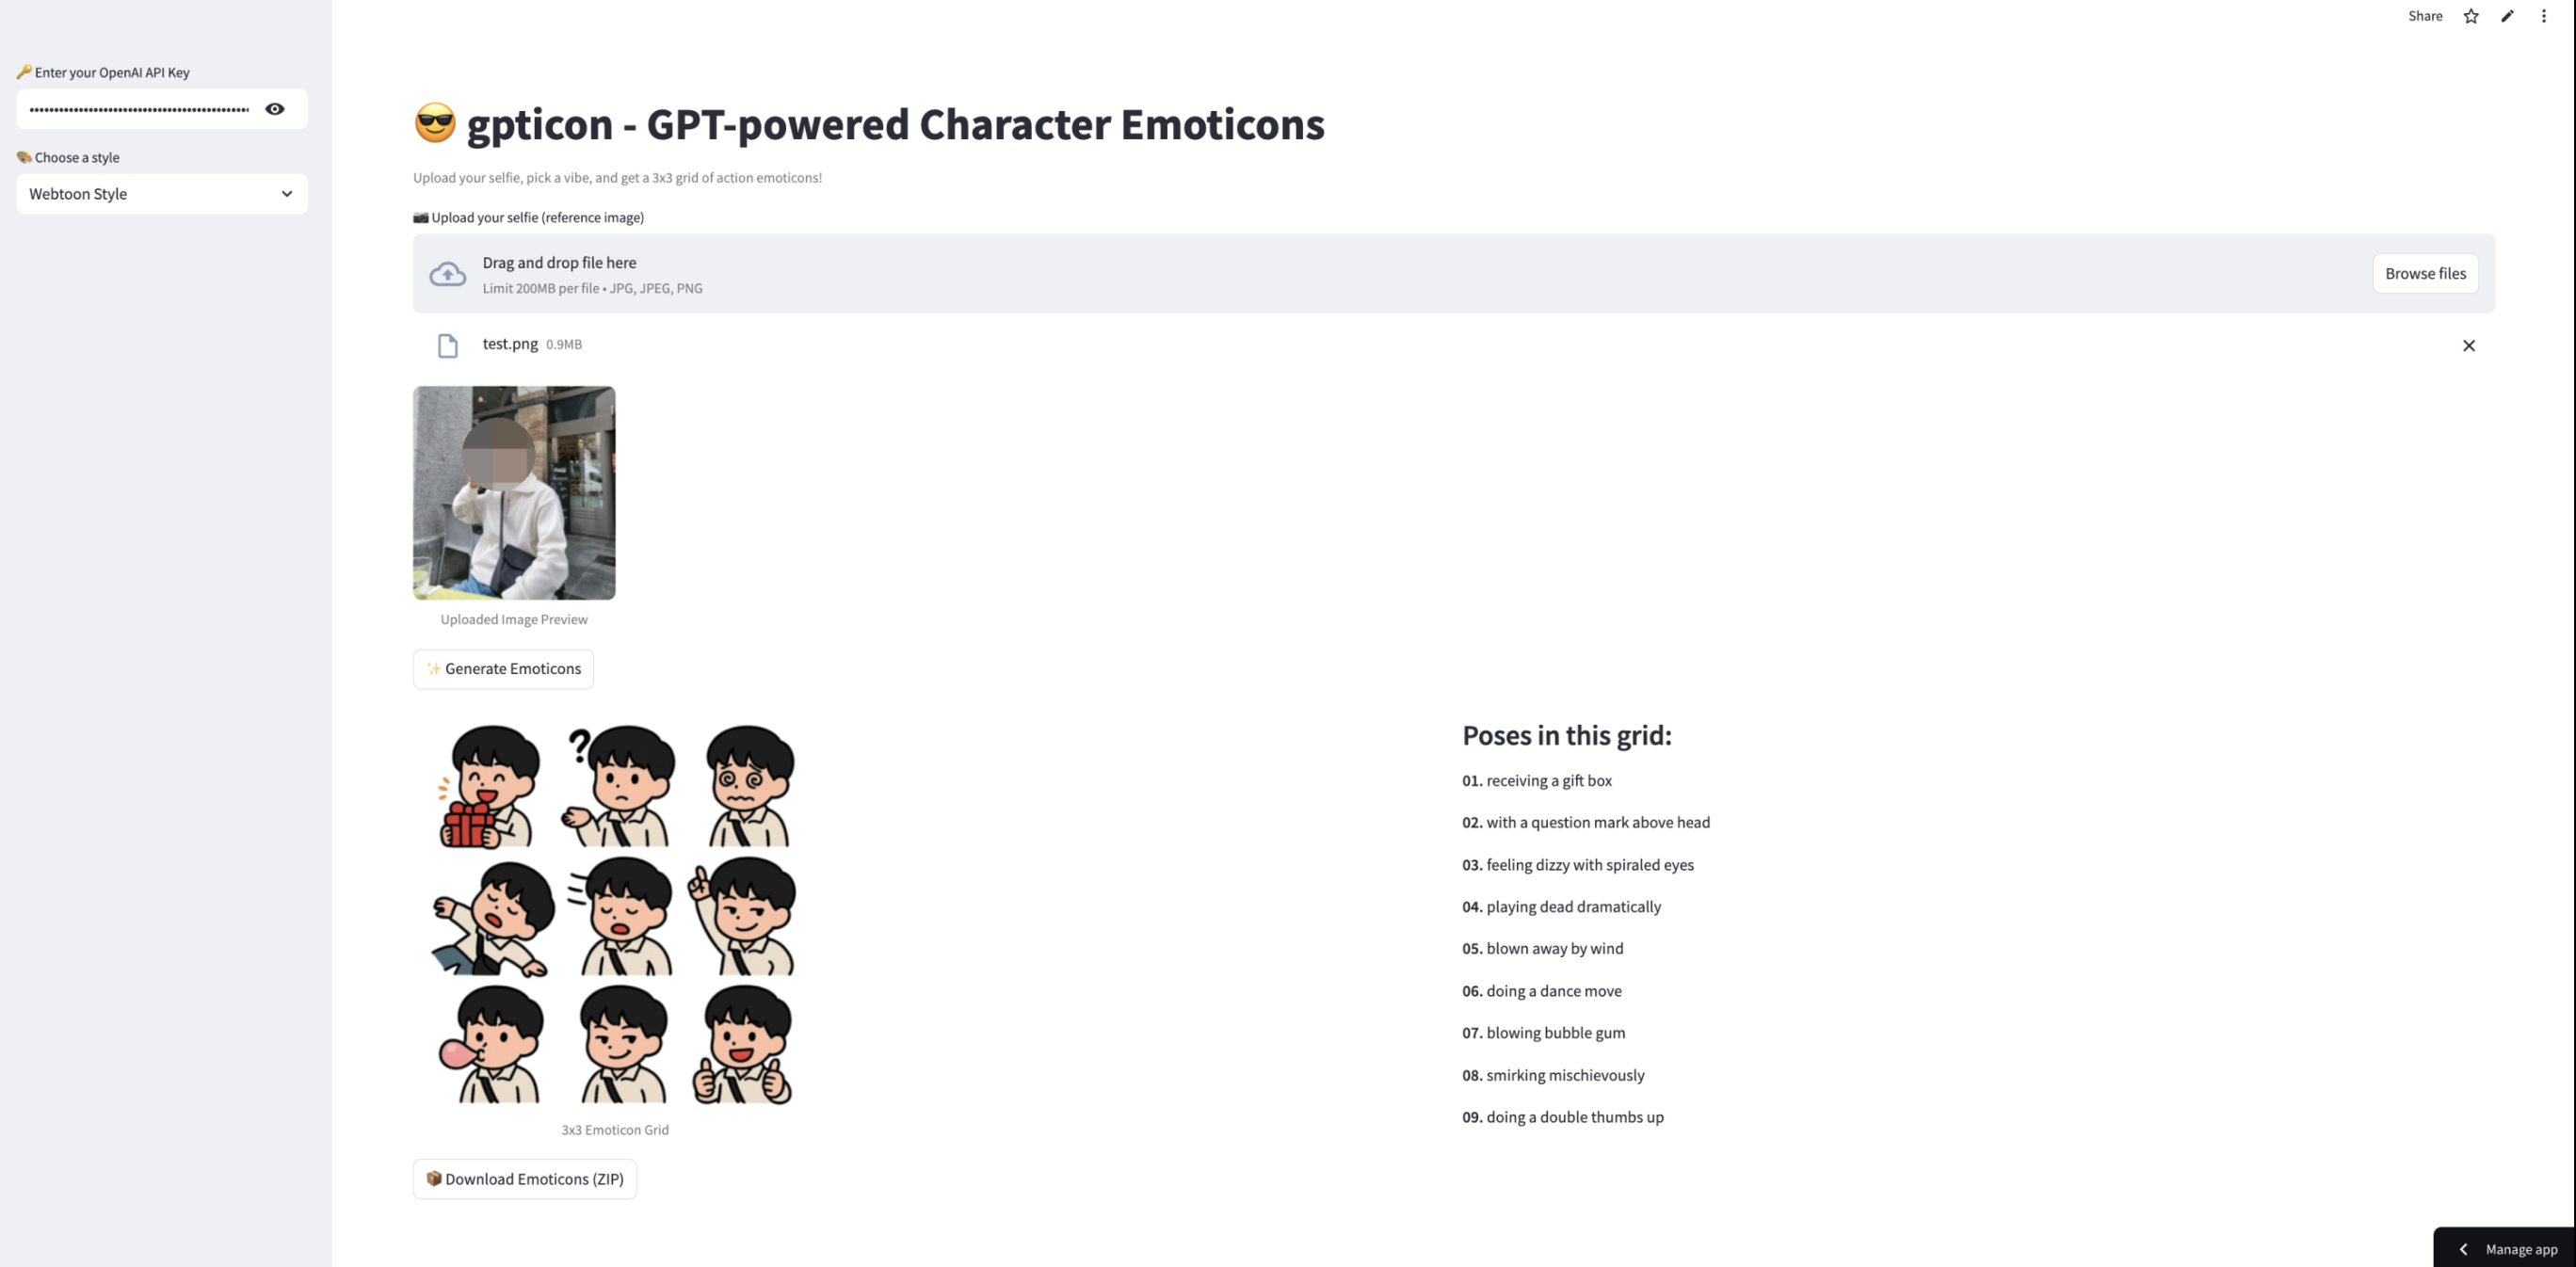 Share
🔑 Enter your OpenAI API Key
••••••••••••••••••••••••••••••••••••••••••••
🎨 Choose a style
Webtoon Style
😎 gpticon - GPT-powered Character Emoticons
Upload your selfie, pick a vibe, and get a 3x3 grid of action emoticons!
📷 Upload your selfie (reference image)
Drag and drop file here
Limit 200MB per file • JPG, JPEG, PNG
Browse files
test.png 0.9MB
Uploaded Image Preview
✨ Generate Emoticons
?
3x3 Emoticon Grid
Poses in this grid:
01. receiving a gift box
02. with a question mark above head
03. feeling dizzy with spiraled eyes
04. playing dead dramatically
05. blown away by wind
06. doing a dance move
07. blowing bubble gum
08. smirking mischievously
09. doing a double thumbs up
📦 Download Emoticons (ZIP)
Manage app